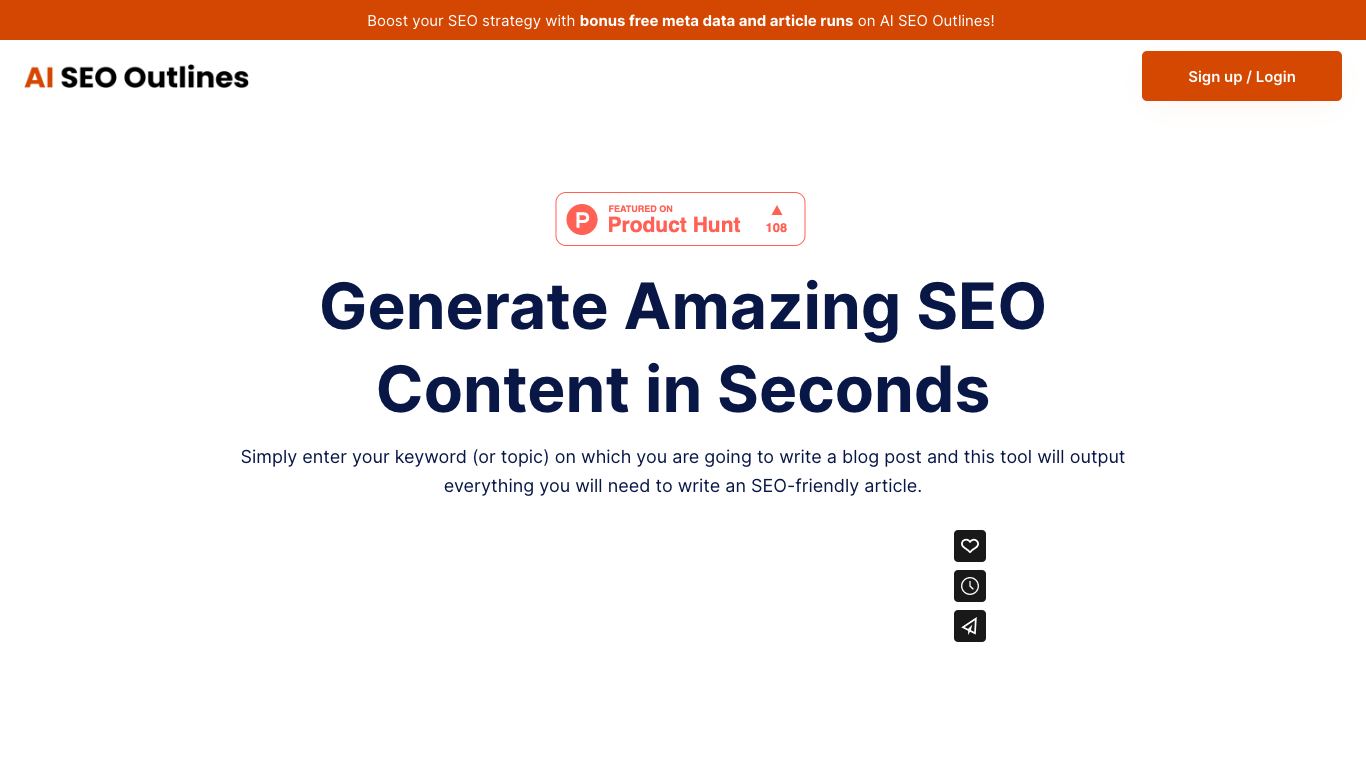 Boost your SEO strategy with bonus free meta data and article runs on AI SEO Outlines!
AI SEO Outlines
Sign up / Login
FEATURED ON
Product Hunt
108
Generate Amazing SEO
Content in Seconds
Simply enter your keyword (or topic) on which you are going to write a blog post and this tool will output
everything you will need to write an SEO-friendly article.